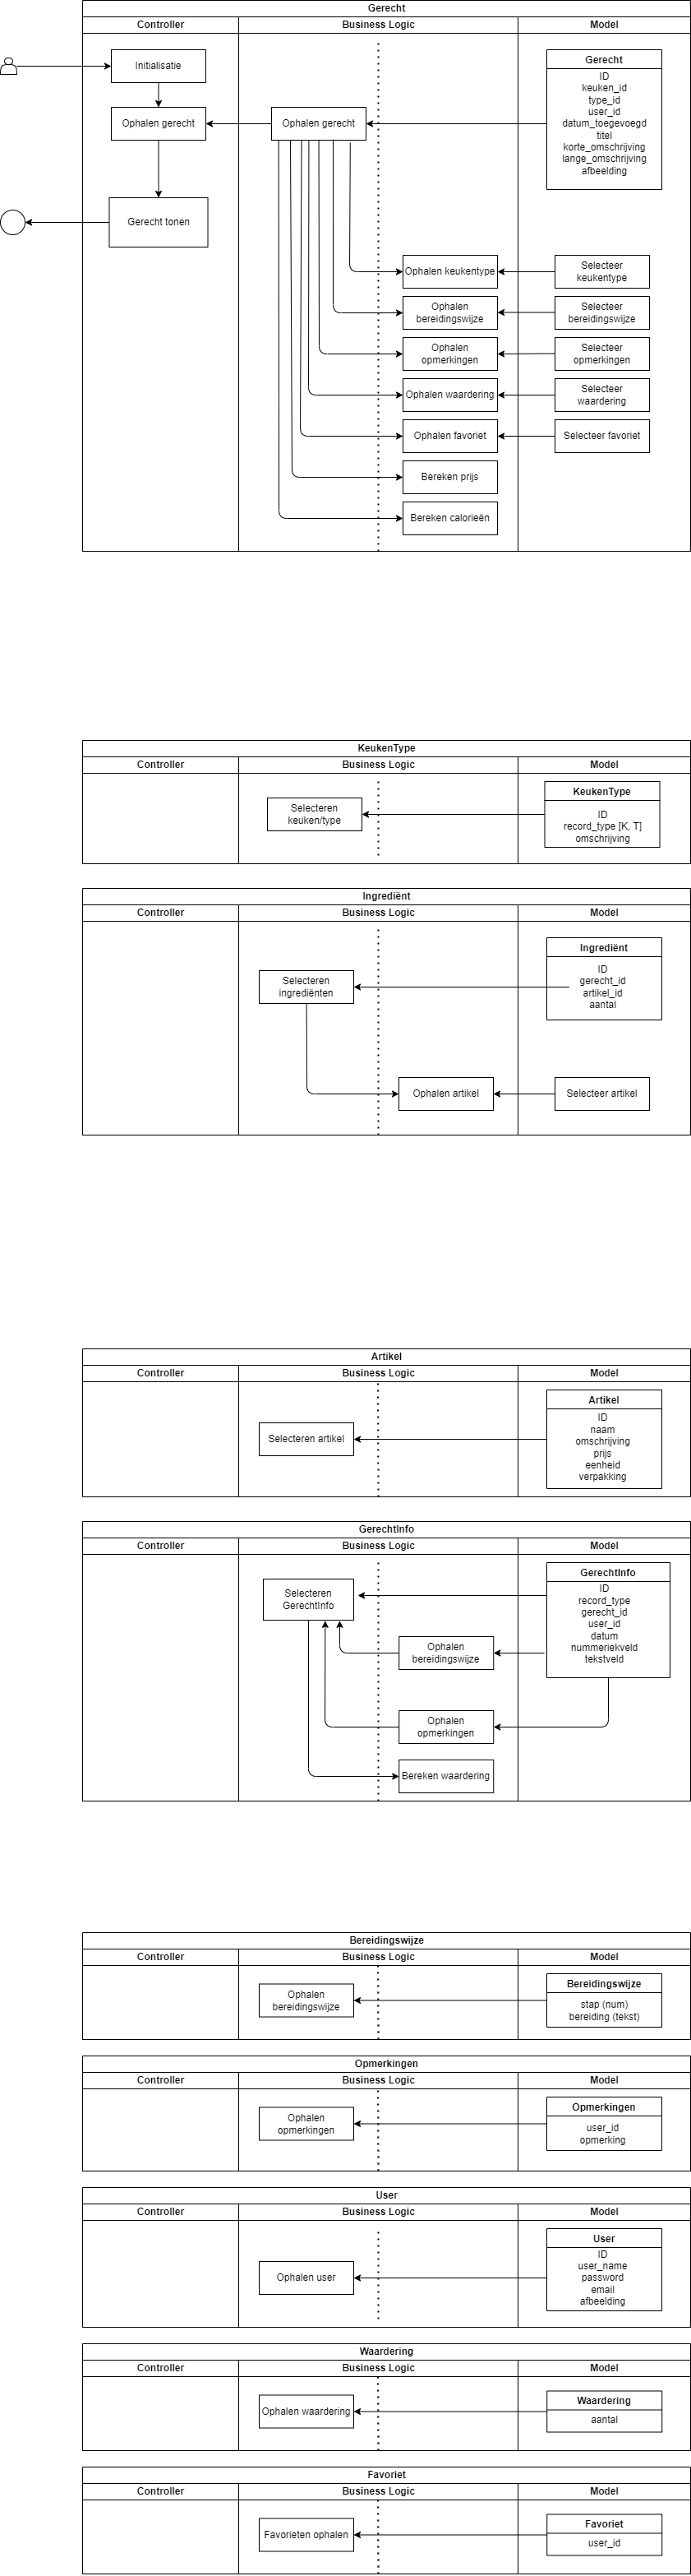 Gerecht
Controller
Business Logic
Model
Initialisatie
Gerecht
ID
keuken_id
type_id
user_id
datum_toegevoegd
titel
korte_omschrijving
lange_omschrijving
afbeelding
Ophalen gerecht
Ophalen gerecht
Gerecht tonen
Ophalen keukentype
Selecteer
keukentype
Ophalen
bereidingswijze
Selecteer
bereidingswijze
Ophalen
opmerkingen
Selecteer
opmerkingen
Ophalen waardering
Selecteer
waardering
Ophalen favoriet
Selecteer favoriet
Bereken prijs
Bereken calorieën
KeukenType
Controller
Business Logic
Model
Selecteren
keuken/type
KeukenType
ID
record_type [K, T]
omschrijving
Ingrediënt
Controller
Business Logic
Model
Selecteren
ingrediënten
Ingrediënt
ID
gerecht_id
artikel_id
aantal
Ophalen artikel
Selecteer artikel
Artikel
Controller
Business Logic
Model
Selecteren artikel
Artikel
ID
naam
omschrijving
prijs
eenheid
verpakking
GerechtInfo
Controller
Business Logic
Model
Selecteren
GerechtInfo
GerechtInfo
ID
record_type
gerecht_id
user_id
datum
nummeriekveld
tekstveld
Ophalen
bereidingswijze
Ophalen
opmerkingen
Bereken waardering
Bereidingswijze
Controller
Business Logic
Model
Ophalen
bereidingswijze
Bereidingswijze
stap (num)
bereiding (tekst)
Opmerkingen
Controller
Business Logic
Model
Ophalen
opmerkingen
Opmerkingen
user_id
opmerking
User
Controller
Business Logic
Model
Ophalen user
User
ID
user_name
password
email
afbeelding
Waardering
Controller
Business Logic
Model
Ophalen waardering
Waardering
aantal
Favoriet
Controller
Business Logic
Model
Favorieten ophalen
Favoriet
user_id